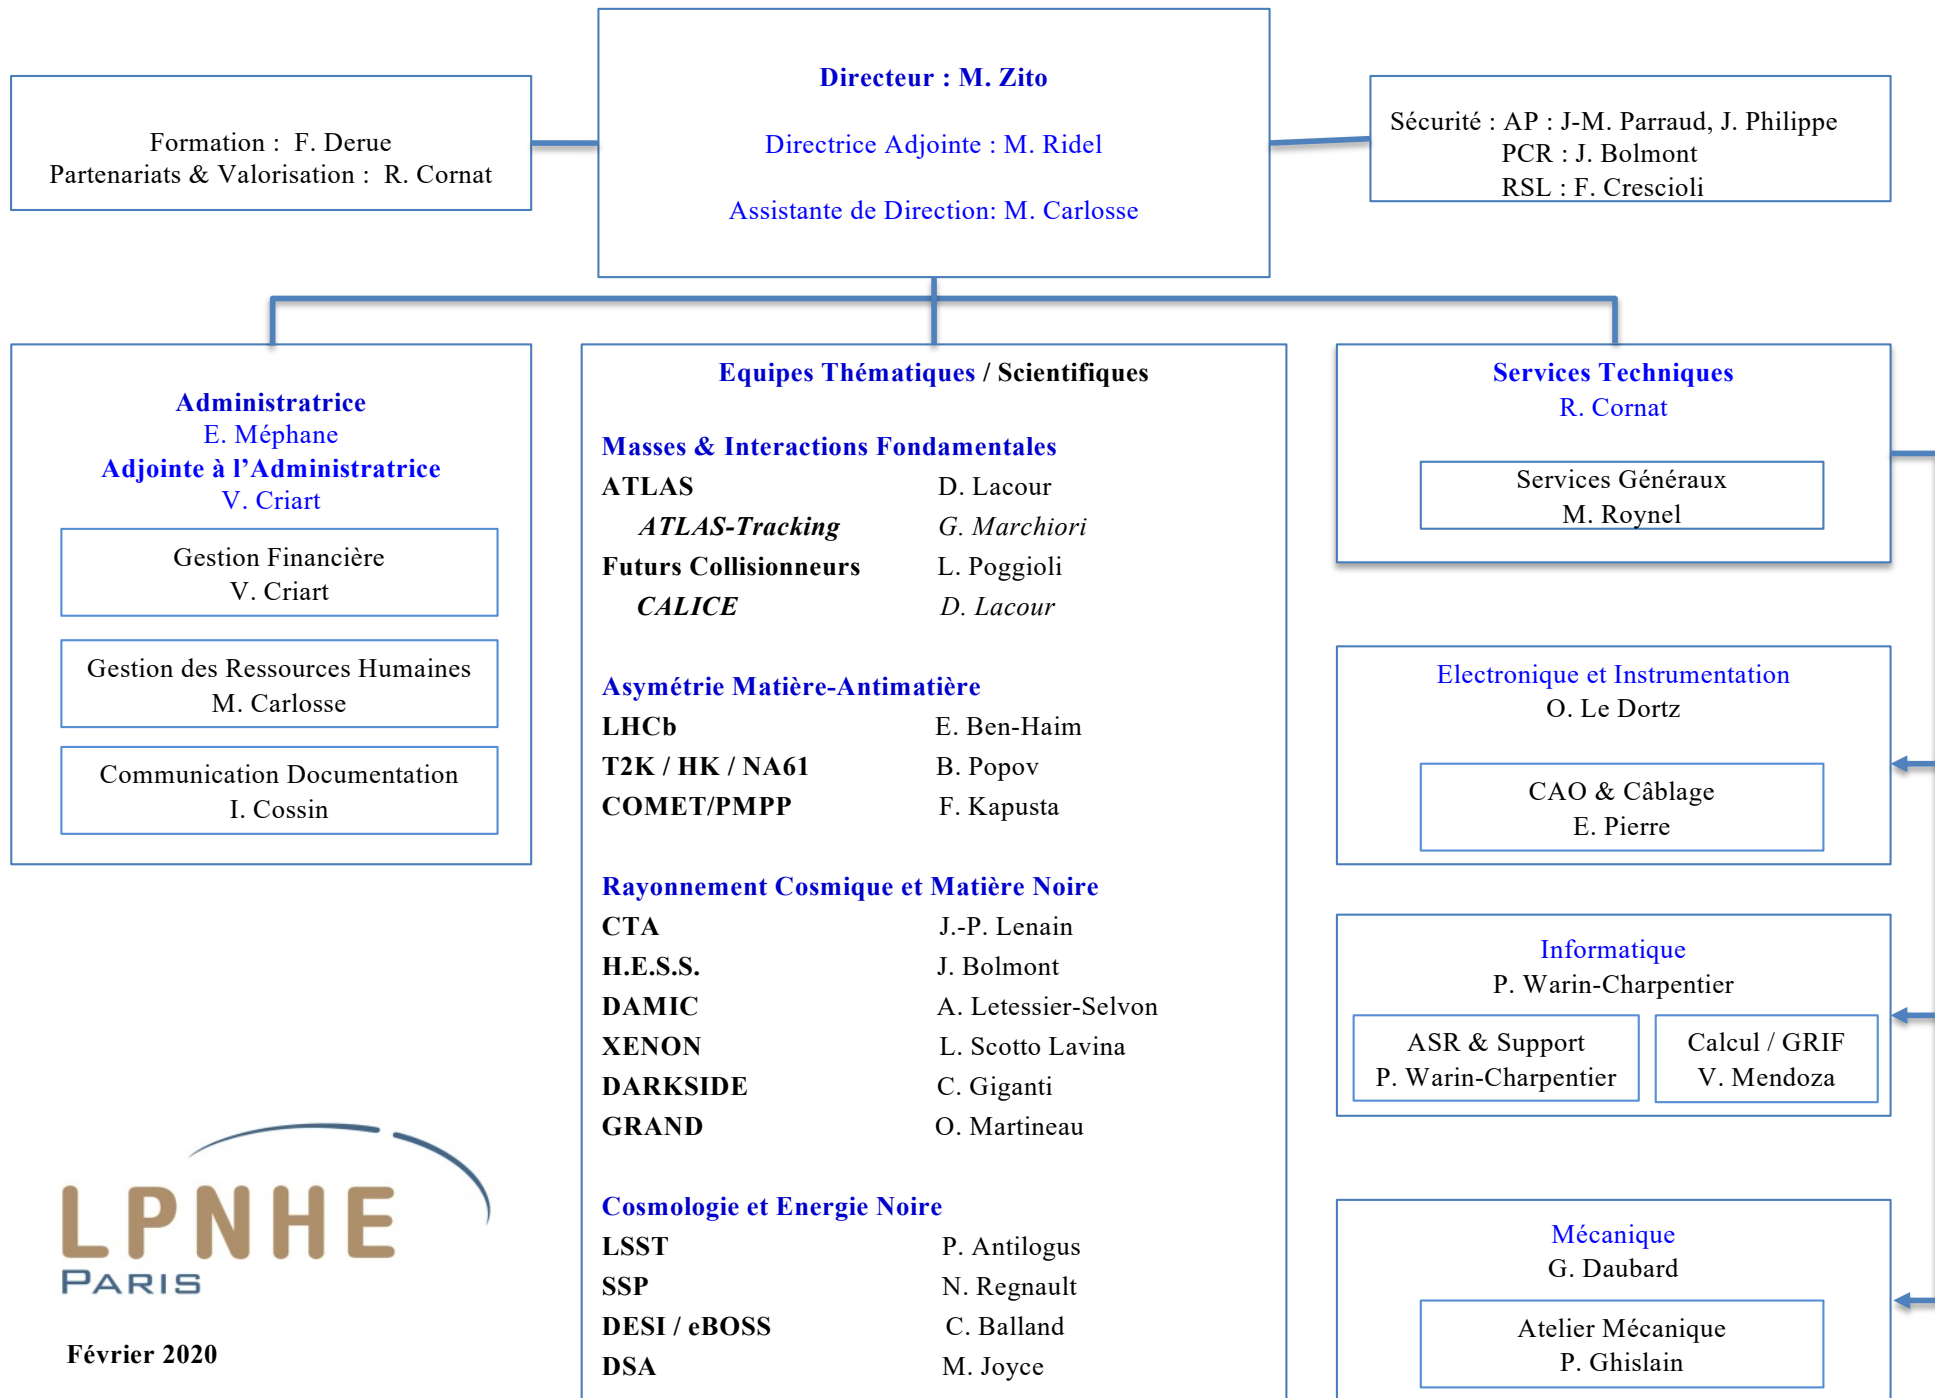 Directeur : M. Zito
Directrice Adjointe : M. Ridel
Assistante de Direction: M. Carlosse
Formation : F. Derue
Partenariats & Valorisation : R. Cornat
Sécurité : AP : J-M. Parraud, J. Philippe
PCR : J. Bolmont
RSL : F. Crescioli
Administratrice
E. Méphane
Adjointe à l’Administratrice
V. Criart
Gestion Financière
V. Criart
Gestion des Ressources Humaines
M. Carlosse
Communication Documentation
I. Cossin
Equipes Thématiques / Scientifiques
Masses & Interactions Fondamentales
ATLAS D. Lacour
ATLAS-Tracking G. Marchiori
Futurs Collisionneurs L. Poggioli
CALICE D. Lacour
Asymétrie Matière-Antimatière
LHCb E. Ben-Haim
T2K / HK / NA61 B. Popov
COMET/PMPP F. Kapusta
Rayonnement Cosmique et Matière Noire
CTA J.-P. Lenain
H.E.S.S. J. Bolmont
DAMIC A. Letessier-Selvon
XENON L. Scotto Lavina
DARKSIDE C. Giganti
GRAND O. Martineau
Cosmologie et Energie Noire
LSST P. Antilogus
SSP N. Regnault
DESI / eBOSS C. Balland
DSA M. Joyce
Services Techniques
R. Cornat
Services Généraux
M. Roynel
Electronique et Instrumentation
O. Le Dortz
CAO & Câblage
E. Pierre
Informatique
P. Warin-Charpentier
ASR & Support
P. Warin-Charpentier
Calcul / GRIF
V. Mendoza
Mécanique
G. Daubard
Atelier Mécanique
P. Ghislain
LPNHE
PARIS
Février 2020